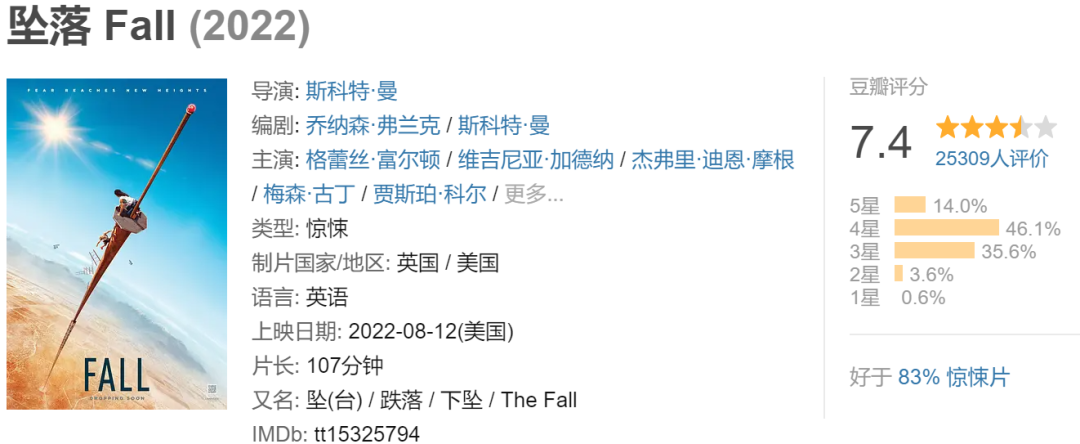 坠落 Fall (2022)
FEAR REACHES NEW HEIGHTS
FALL
DROPPING SOON
导演: 斯科特·曼
编剧: 乔纳森·弗兰克 / 斯科特·曼
主演: 格蕾丝·富尔顿 / 维吉尼亚·加德纳 / 杰弗里·迪恩·摩根
/ 梅森·古丁 / 贾斯珀·科尔 / 更多...
类型: 惊悚
制片国家/地区: 英国 / 美国
语言: 英语
上映日期: 2022-08-12(美国)
片长: 107分钟
又名: 坠(台) / 跌落 / 下坠 / The Fall
IMDb: tt15325794
豆瓣评分
7.4
25309人评价
5星 14.0%
4星 46.1%
3星 35.6%
2星 3.6%
1星 0.6%
好于 83% 惊悚片